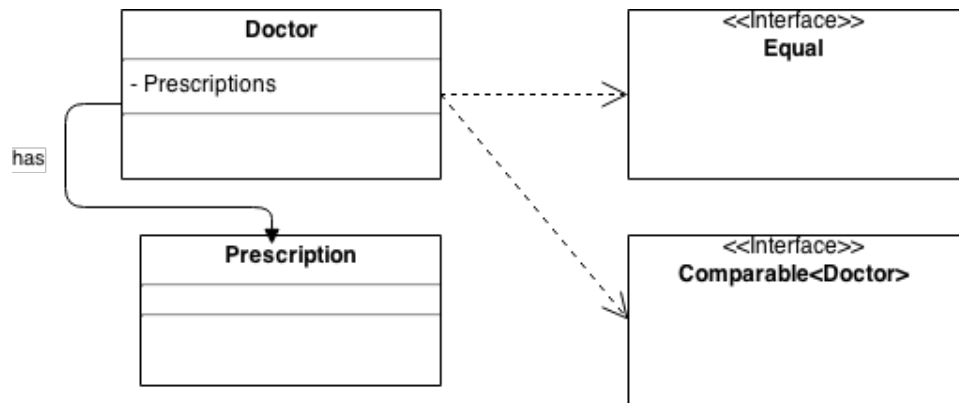 Doctor
- Prescriptions
has
Prescription
<<Interface>>
Equal
<<Interface>>
Comparable<Doctor>